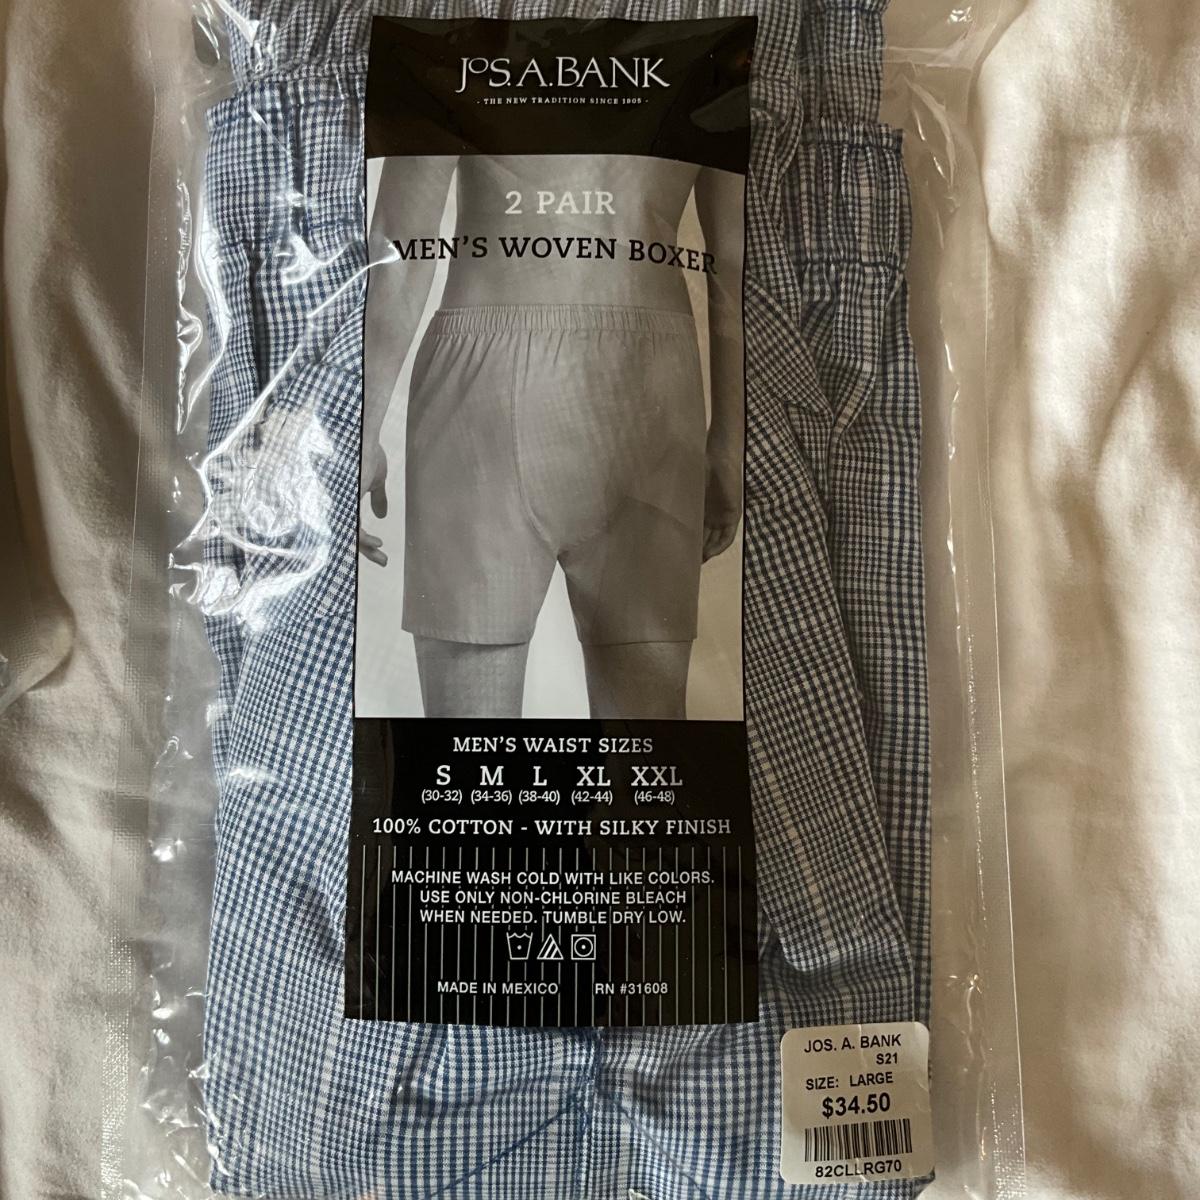 JOS. A. BANK
- THE NEW TRADITION SINCE 1905 -
2 PAIR
MEN'S WOVEN BOXER
MEN'S WAIST SIZES
S M L XL XXL
(30-32) (34-36) (38-40) (42-44) (46-48)
100% COTTON - WITH SILKY FINISH
MACHINE WASH COLD WITH LIKE COLORS.
USE ONLY NON-CHLORINE BLEACH
WHEN NEEDED. TUMBLE DRY LOW.
MADE IN MEXICO RN #31608
JOS. A. BANK
S21
SIZE: LARGE
$34.50
82CLLRG70